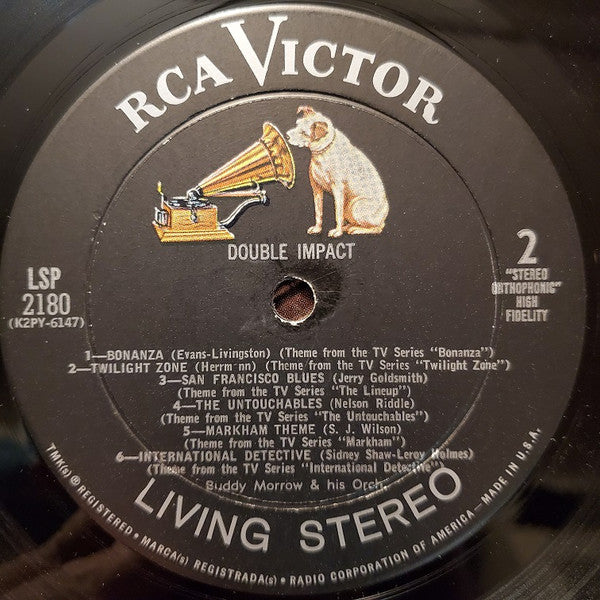 RCA VICTOR
DOUBLE IMPACT
LSP
2180
(K2PY-6147)
2
"STEREO
ORTHOPHONIC"
HIGH
FIDELITY
1—BONANZA (Evans-Livingston) (Theme from the TV Series "Bonanza")
2—TWILIGHT ZONE (Herrm nn) (Theme from the TV Series "Twilight Zone")
3—SAN FRANCISCO BLUES (Jerry Goldsmith)
(Theme from the TV Series "The Lineup")
4—THE UNTOUCHABLES (Nelson Riddle)
(Theme from the TV Series "The Untouchables")
5—MARKHAM THEME (S. J. Wilson)
(Theme from the TV Series "Markham")
6—INTERNATIONAL DETECTIVE (Sidney Shaw-Leroy Holmes)
(Theme from the TV Series "International Detective")
Buddy Morrow & his Orch.
LIVING STEREO
TMK(s) ® REGISTERED • MARCA(s) REGISTRADA(s) • RADIO CORPORATION OF AMERICA—MADE IN U.S.A.